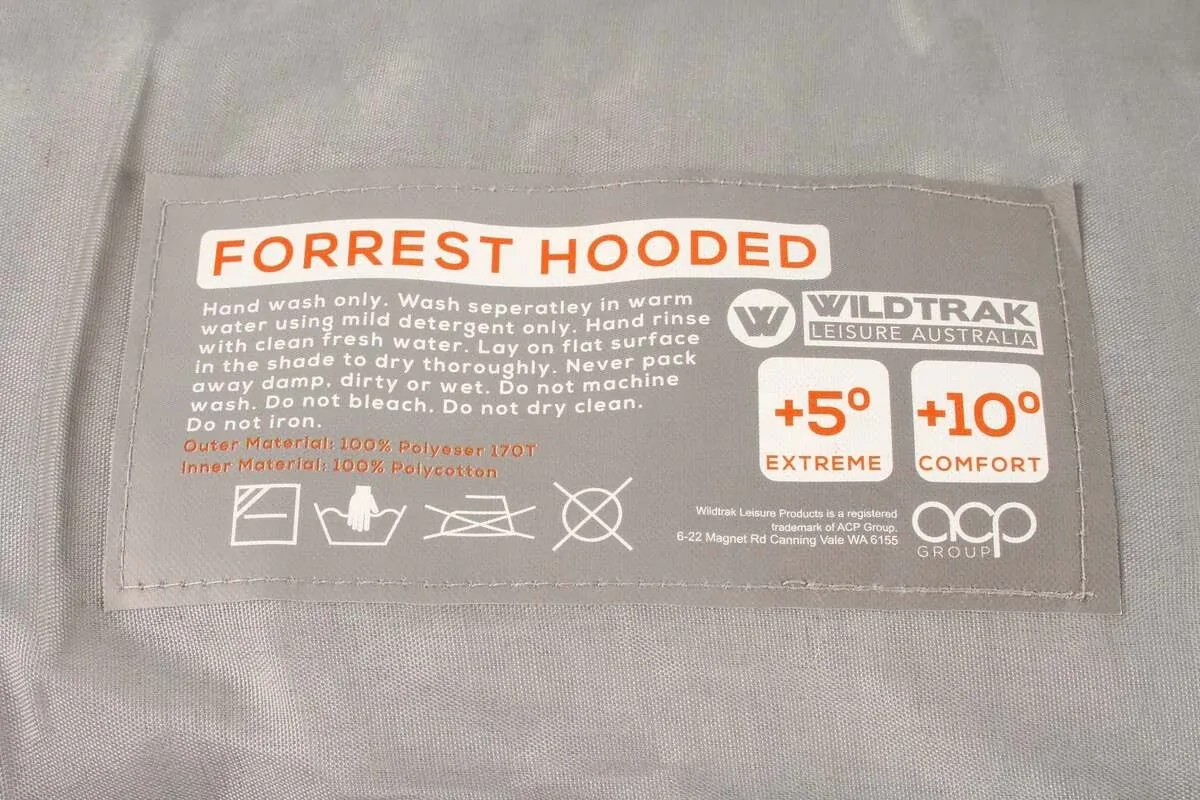 FORREST HOODED
Hand wash only. Wash seperatley in warm
water using mild detergent only. Hand rinse
with clean fresh water. Lay on flat surface
in the shade to dry thoroughly. Never pack
away damp, dirty or wet. Do not machine
wash. Do not bleach. Do not dry clean.
Do not iron.
Outer Material: 100% Polyeser 170T
Inner Material: 100% Polycotton
W WILDTRAK
LEISURE AUSTRALIA
+5° +10°
EXTREME COMFORT
Wildtrak Leisure Products is a registered
trademark of ACP Group.
6-22 Magnet Rd Canning Vale WA 6155
acp
GROUP